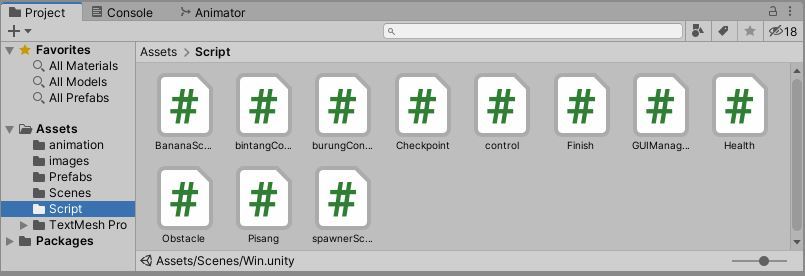 Project Console Animator
18
Favorites
All Materials
All Models
All Prefabs
Assets
animation
images
Prefabs
Scenes
Script
TextMesh Pro
Packages
Assets > Script
BananaSc... bintangCo... burungCon... Checkpoint control Finish GUIManag... Health
Obstacle Pisang spawnerSc...
Assets/Scenes/Win.unity